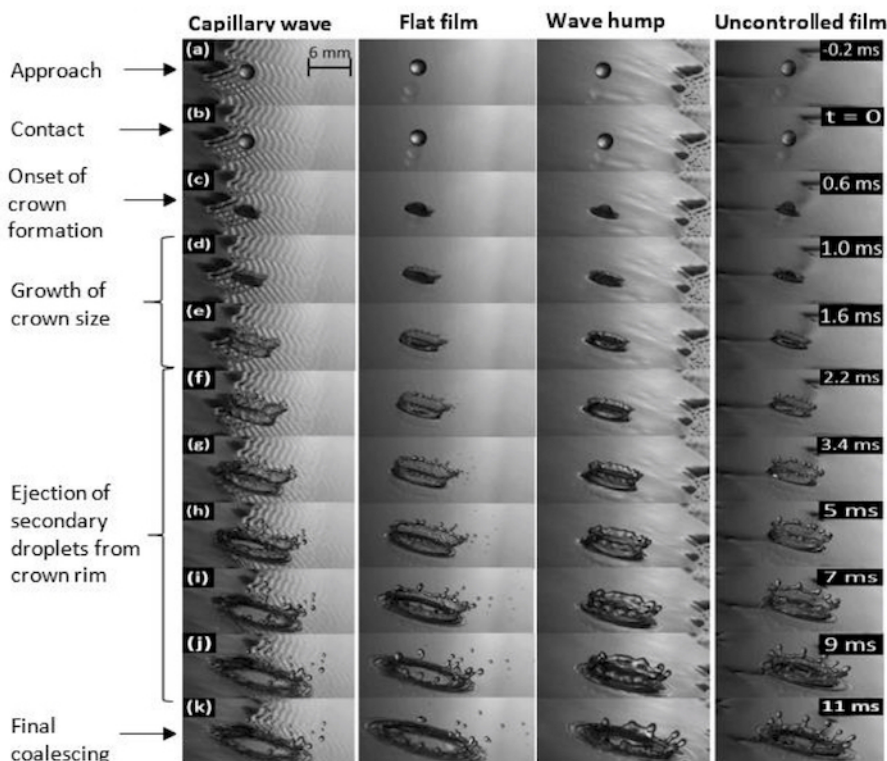 Capillary wave Flat film Wave hump Uncontrolled film
(a) 6 mm -0.2 ms
Approach
(b) t = 0
Contact
(c) 0.6 ms
Onset of
crown
formation
(d) 1.0 ms
Growth of
crown size
(e) 1.6 ms
(f) 2.2 ms
(g) 3.4 ms
Ejection of
secondary
droplets from
crown rim
(h) 5 ms
(i) 7 ms
(j) 9 ms
(k) 11 ms
Final
coalescing